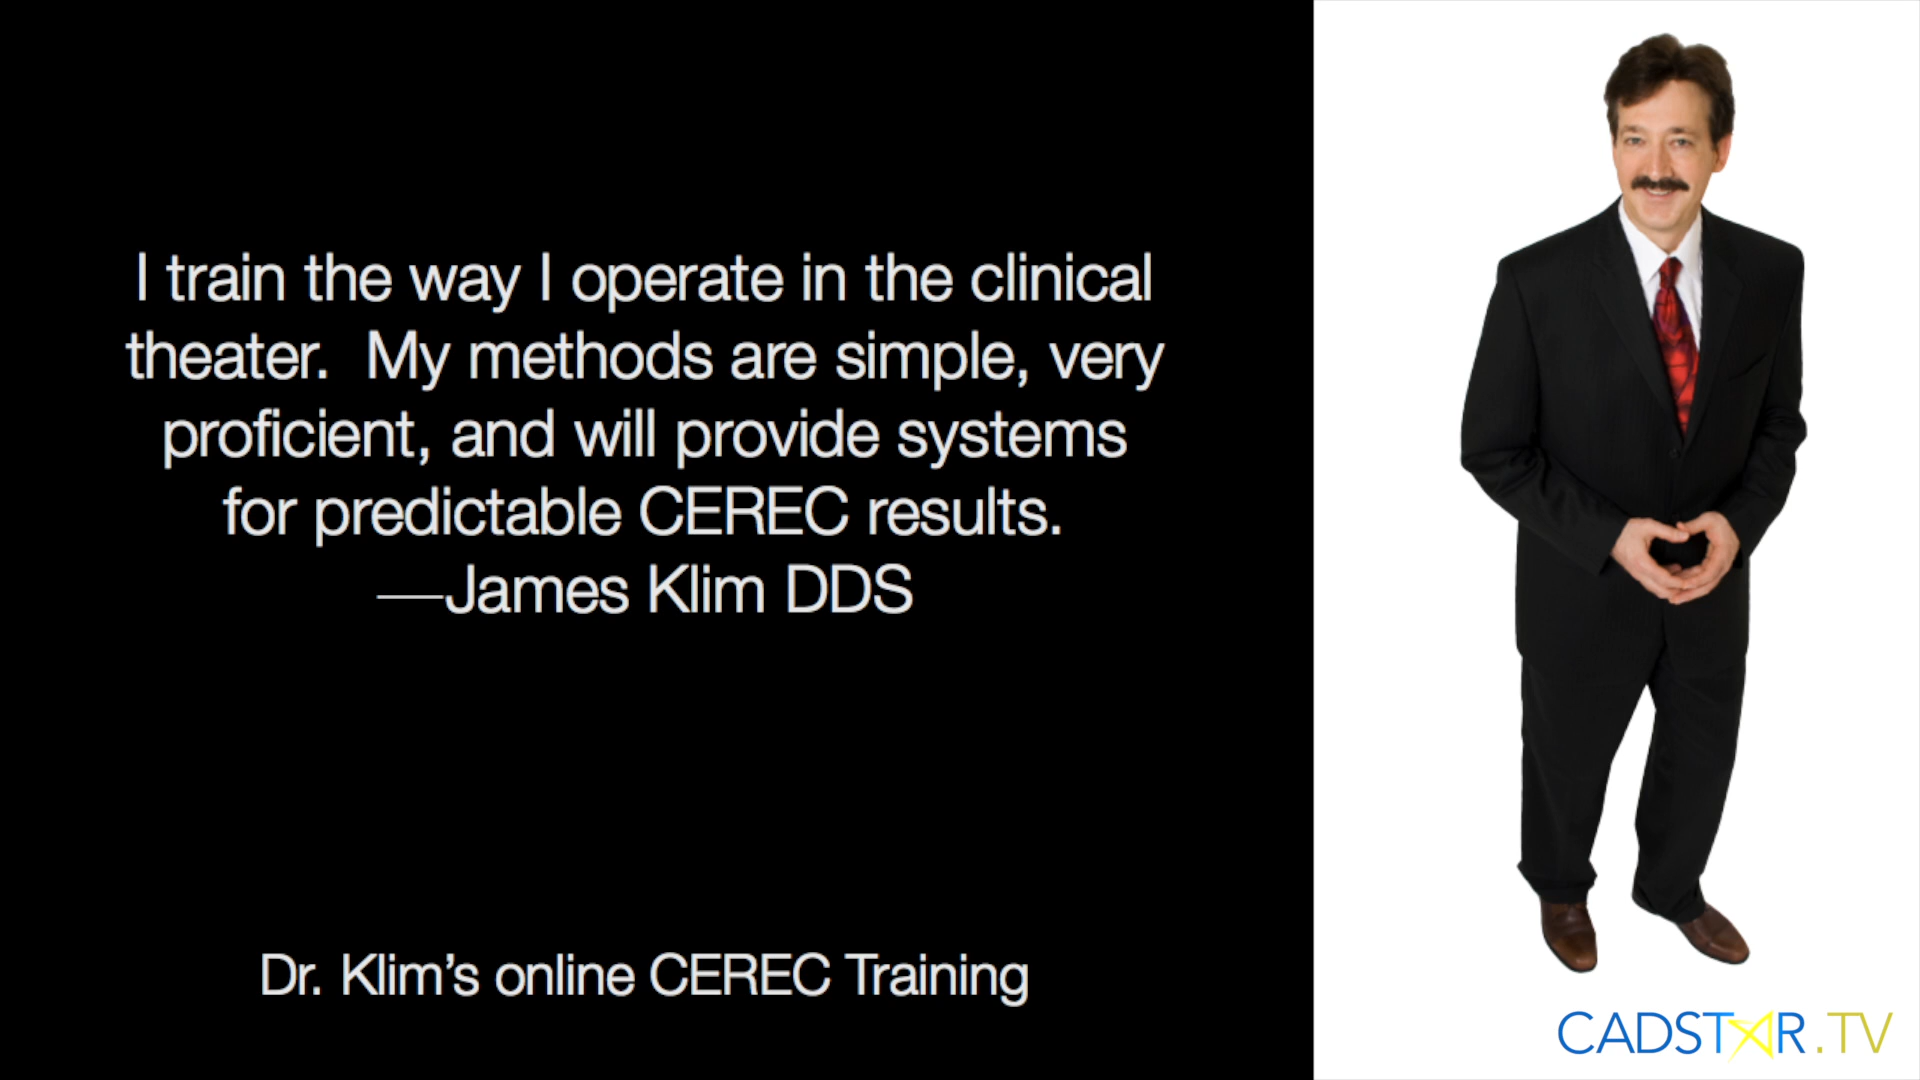 I train the way I operate in the clinical
theater.  My methods are simple, very
proficient, and will provide systems
for predictable CEREC results.
—James Klim DDS
Dr. Klim’s online CEREC Training
CADSTAR.TV